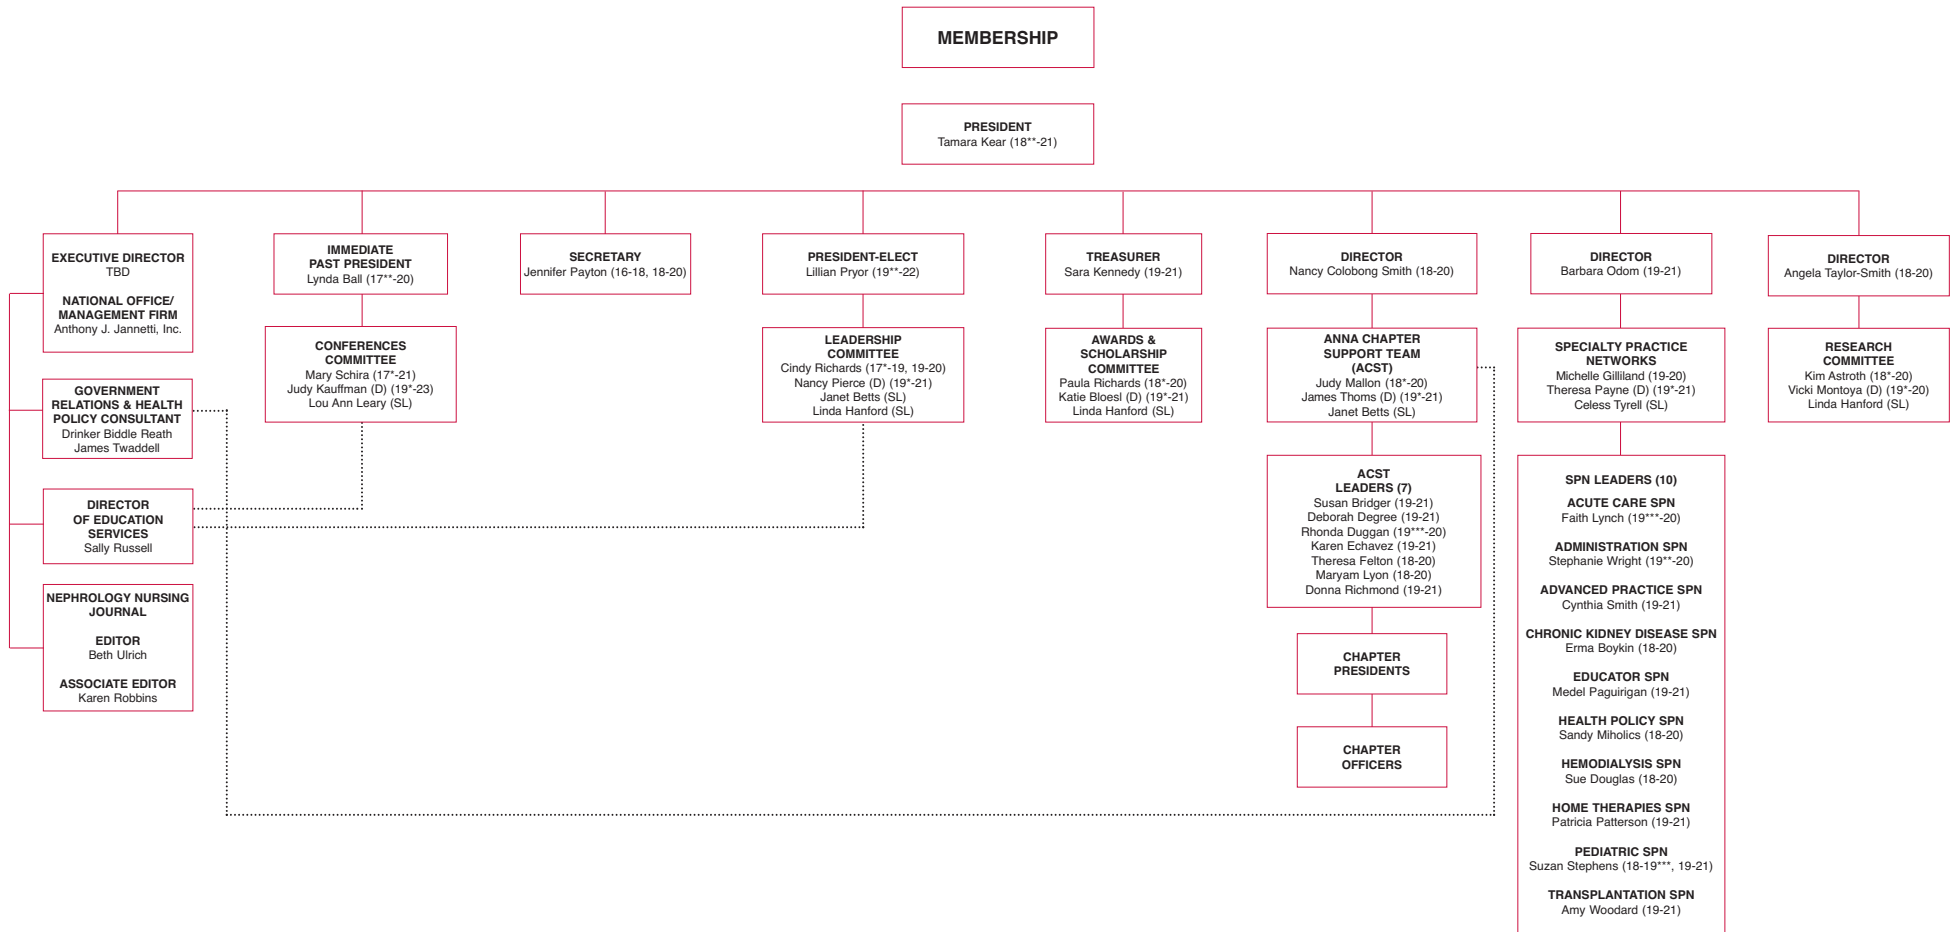 MEMBERSHIP
PRESIDENT
Tamara Kear (18**-21)
EXECUTIVE DIRECTOR
TBD
NATIONAL OFFICE/
MANAGEMENT FIRM
Anthony J. Jannetti, Inc.
GOVERNMENT
RELATIONS & HEALTH
POLICY CONSULTANT
Drinker Biddle Reath
James Twaddell
DIRECTOR
OF EDUCATION
SERVICES
Sally Russell
NEPHROLOGY NURSING
JOURNAL
EDITOR
Beth Ulrich
ASSOCIATE EDITOR
Karen Robbins
IMMEDIATE
PAST PRESIDENT
Lynda Ball (17**-20)
CONFERENCES
COMMITTEE
Mary Schira (17*-21)
Judy Kauffman (D) (19*-23)
Lou Ann Leary (SL)
SECRETARY
Jennifer Payton (16-18, 18-20)
PRESIDENT-ELECT
Lillian Pryor (19**-22)
LEADERSHIP
COMMITTEE
Cindy Richards (17*-19, 19-20)
Nancy Pierce (D) (19*-21)
Janet Betts (SL)
Linda Hanford (SL)
TREASURER
Sara Kennedy (19-21)
AWARDS &
SCHOLARSHIP
COMMITTEE
Paula Richards (18*-20)
Katie Bloesl (D) (19*-21)
Linda Hanford (SL)
DIRECTOR
Nancy Colobong Smith (18-20)
ANNA CHAPTER
SUPPORT TEAM
(ACST)
Judy Mallon (18*-20)
James Thoms (D) (19*-21)
Janet Betts (SL)
ACST
LEADERS (7)
Susan Bridger (19-21)
Deborah Degree (19-21)
Rhonda Duggan (19***-20)
Karen Echavez (19-21)
Theresa Felton (18-20)
Maryam Lyon (18-20)
Donna Richmond (19-21)
CHAPTER
PRESIDENTS
CHAPTER
OFFICERS
DIRECTOR
Barbara Odom (19-21)
SPECIALTY PRACTICE
NETWORKS
Michelle Gilliland (19-20)
Theresa Payne (D) (19*-21)
Celess Tyrell (SL)
SPN LEADERS (10)
ACUTE CARE SPN
Faith Lynch (19***-20)
ADMINISTRATION SPN
Stephanie Wright (19**-20)
ADVANCED PRACTICE SPN
Cynthia Smith (19-21)
CHRONIC KIDNEY DISEASE SPN
Erma Boykin (18-20)
EDUCATOR SPN
Medel Paguirigan (19-21)
HEALTH POLICY SPN
Sandy Miholics (18-20)
HEMODIALYSIS SPN
Sue Douglas (18-20)
HOME THERAPIES SPN
Patricia Patterson (19-21)
PEDIATRIC SPN
Suzan Stephens (18-19***, 19-21)
TRANSPLANTATION SPN
Amy Woodard (19-21)
DIRECTOR
Angela Taylor-Smith (18-20)
RESEARCH
COMMITTEE
Kim Astroth (18*-20)
Vicki Montoya (D) (19*-20)
Linda Hanford (SL)